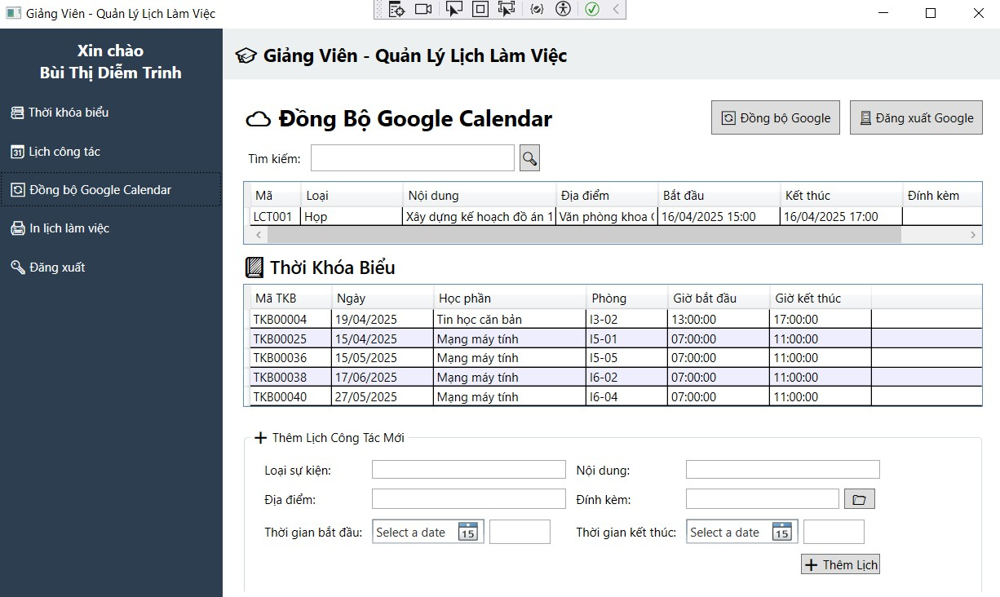 Giảng Viên - Quản Lý Lịch Làm Việc
Xin chào
Bùi Thị Diễm Trinh
Thời khóa biểu
31 Lịch công tác
Đồng bộ Google Calendar
In lịch làm việc
Đăng xuất
Giảng Viên - Quản Lý Lịch Làm Việc
Đồng Bộ Google Calendar
Đồng bộ Google
Đăng xuất Google
Tìm kiếm:
Mã Loại Nội dung Địa điểm Bắt đầu Kết thúc Đính kèm
LCT001 Họp Xây dựng kế hoạch đồ án 1 Văn phòng khoa 16/04/2025 15:00 16/04/2025 17:00
Thời Khóa Biểu
Mã TKB Ngày Học phần Phòng Giờ bắt đầu Giờ kết thúc
TKB00004 19/04/2025 Tin học căn bản I3-02 13:00:00 17:00:00
TKB00025 15/04/2025 Mạng máy tính I5-01 07:00:00 11:00:00
TKB00036 15/05/2025 Mạng máy tính I5-05 07:00:00 11:00:00
TKB00038 17/06/2025 Mạng máy tính I6-02 07:00:00 11:00:00
TKB00040 27/05/2025 Mạng máy tính I6-04 07:00:00 11:00:00
Thêm Lịch Công Tác Mới
Loại sự kiện: Nội dung:
Địa điểm: Đính kèm:
Thời gian bắt đầu: Select a date 15 Thời gian kết thúc: Select a date 15
Thêm Lịch